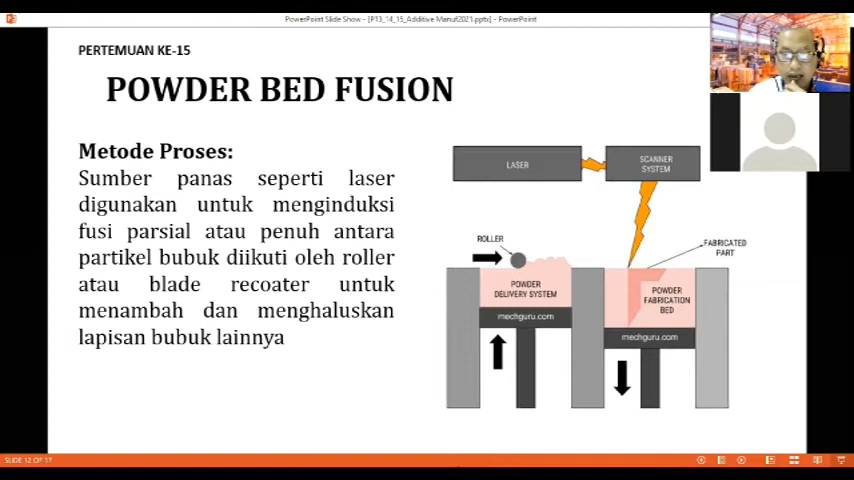 PowerPoint Slide Show - [P13_14_15_Additive Manuf2021.pptx] - PowerPoint
PERTEMUAN KE-15
POWDER BED FUSION
Metode Proses:
Sumber panas seperti laser
digunakan untuk menginduksi
fusi parsial atau penuh antara
partikel bubuk diikuti oleh roller
atau blade recoater untuk
menambah dan menghaluskan
lapisan bubuk lainnya
LASER
SCANNER
SYSTEM
ROLLER
FABRICATED
PART
POWDER
DELIVERY SYSTEM
POWDER
FABRICATION
BED
mechguru.com
mechguru.com
SLIDE 12 OF 17